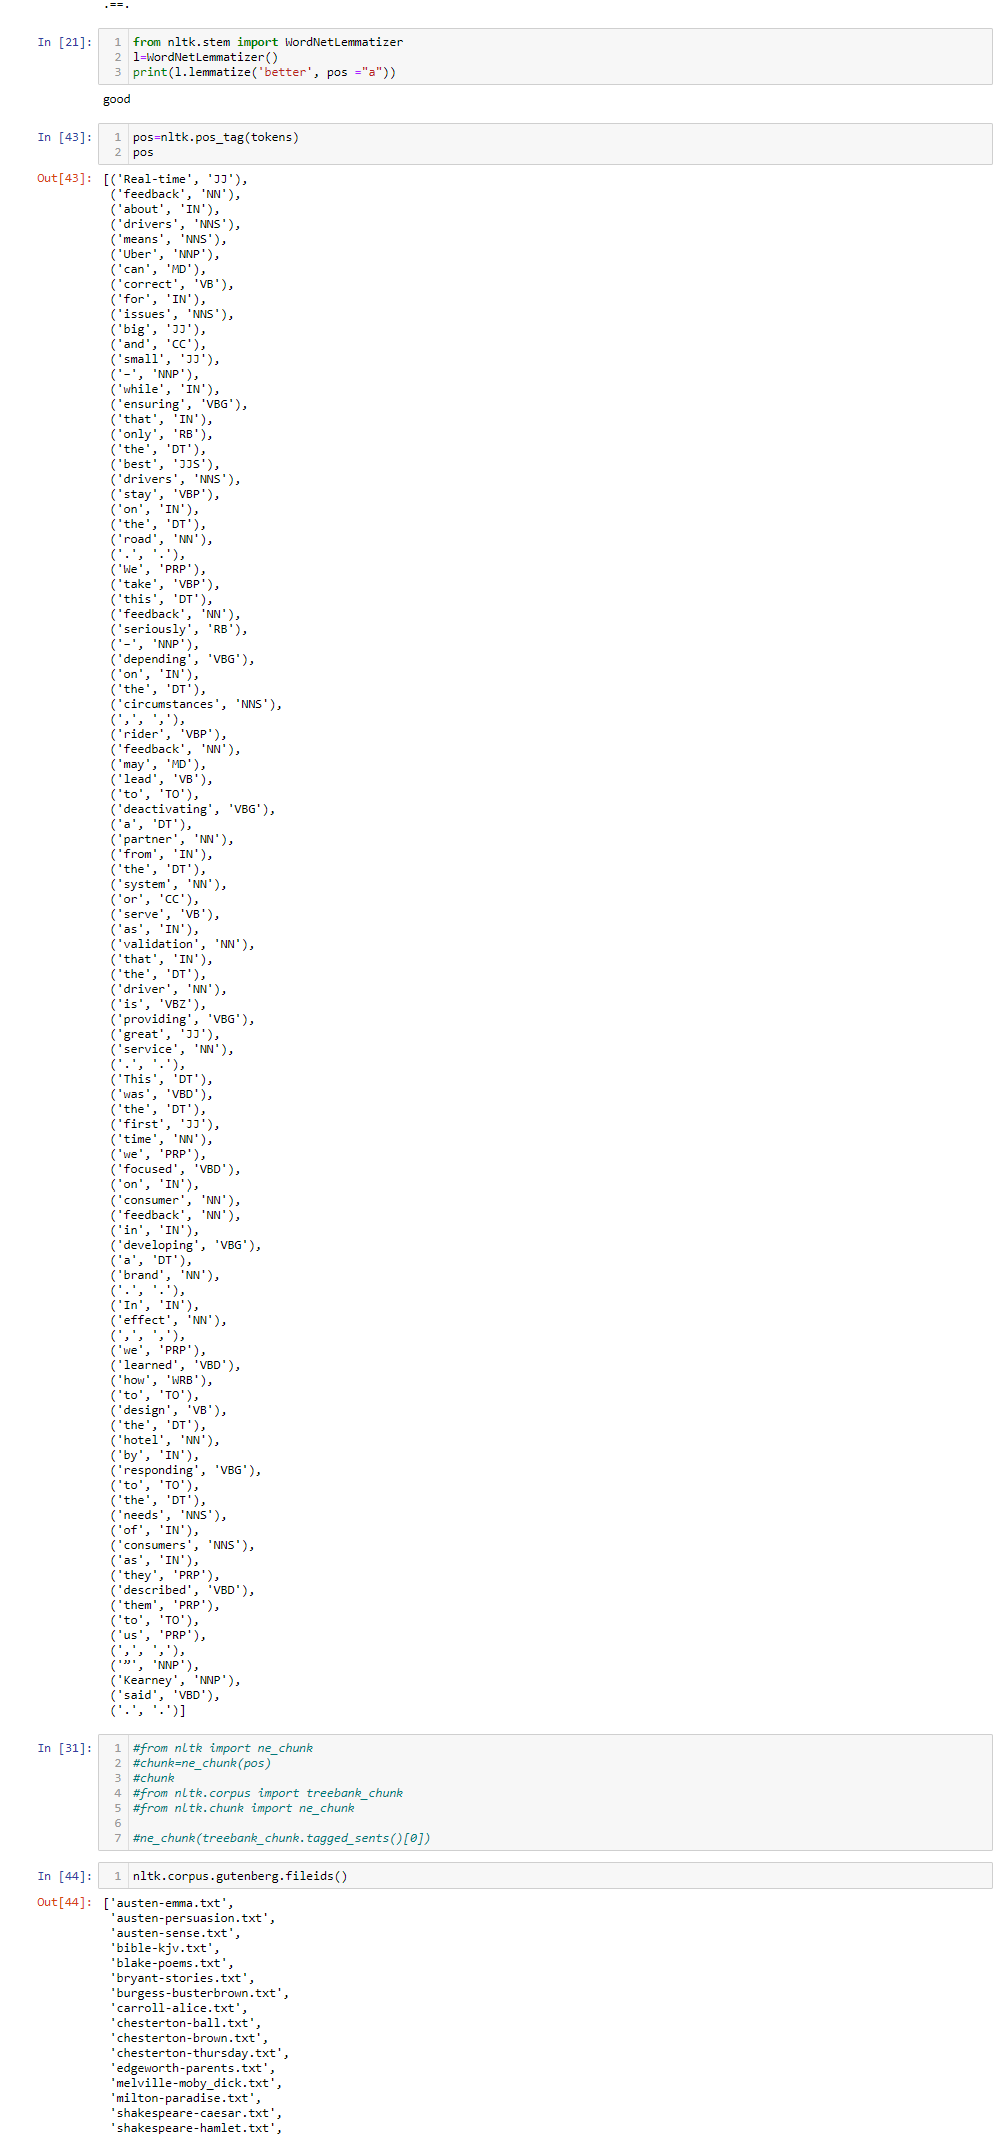 .==.
In [21]: 1 from nltk.stem import WordNetLemmatizer
2 l=WordNetLemmatizer()
3 print(l.lemmatize('better', pos ="a"))
good
In [43]: 1 pos=nltk.pos_tag(tokens)
2 pos
Out[43]: [('Real-time', 'JJ'),
('feedback', 'NN'),
('about', 'IN'),
('drivers', 'NNS'),
('means', 'NNS'),
('Uber', 'NNP'),
('can', 'MD'),
('correct', 'VB'),
('for', 'IN'),
('issues', 'NNS'),
('big', 'JJ'),
('and', 'CC'),
('small', 'JJ'),
('–', 'NNP'),
('while', 'IN'),
('ensuring', 'VBG'),
('that', 'IN'),
('only', 'RB'),
('the', 'DT'),
('best', 'JJS'),
('drivers', 'NNS'),
('stay', 'VBP'),
('on', 'IN'),
('the', 'DT'),
('road', 'NN'),
('.', '.'),
('We', 'PRP'),
('take', 'VBP'),
('this', 'DT'),
('feedback', 'NN'),
('seriously', 'RB'),
('–', 'NNP'),
('depending', 'VBG'),
('on', 'IN'),
('the', 'DT'),
('circumstances', 'NNS'),
(',', ','),
('rider', 'VBP'),
('feedback', 'NN'),
('may', 'MD'),
('lead', 'VB'),
('to', 'TO'),
('deactivating', 'VBG'),
('a', 'DT'),
('partner', 'NN'),
('from', 'IN'),
('the', 'DT'),
('system', 'NN'),
('or', 'CC'),
('serve', 'VB'),
('as', 'IN'),
('validation', 'NN'),
('that', 'IN'),
('the', 'DT'),
('driver', 'NN'),
('is', 'VBZ'),
('providing', 'VBG'),
('great', 'JJ'),
('service', 'NN'),
('.', '.'),
('This', 'DT'),
('was', 'VBD'),
('the', 'DT'),
('first', 'JJ'),
('time', 'NN'),
('we', 'PRP'),
('focused', 'VBD'),
('on', 'IN'),
('consumer', 'NN'),
('feedback', 'NN'),
('in', 'IN'),
('developing', 'VBG'),
('a', 'DT'),
('brand', 'NN'),
('.', '.'),
('In', 'IN'),
('effect', 'NN'),
(',', ','),
('we', 'PRP'),
('learned', 'VBD'),
('how', 'WRB'),
('to', 'TO'),
('design', 'VB'),
('the', 'DT'),
('hotel', 'NN'),
('by', 'IN'),
('responding', 'VBG'),
('to', 'TO'),
('the', 'DT'),
('needs', 'NNS'),
('of', 'IN'),
('consumers', 'NNS'),
('as', 'IN'),
('they', 'PRP'),
('described', 'VBD'),
('them', 'PRP'),
('to', 'TO'),
('us', 'PRP'),
(',', ','),
('”', 'NNP'),
('Kearney', 'NNP'),
('said', 'VBD'),
('.', '.')]
In [31]: 1 #from nltk import ne_chunk
2 #chunk=ne_chunk(pos)
3 #chunk
4 #from nltk.corpus import treebank_chunk
5 #from nltk.chunk import ne_chunk
6
7 #ne_chunk(treebank_chunk.tagged_sents()[0])
In [44]: 1 nltk.corpus.gutenberg.fileids()
Out[44]: ['austen-emma.txt',
'austen-persuasion.txt',
'austen-sense.txt',
'bible-kjv.txt',
'blake-poems.txt',
'bryant-stories.txt',
'burgess-busterbrown.txt',
'carroll-alice.txt',
'chesterton-ball.txt',
'chesterton-brown.txt',
'chesterton-thursday.txt',
'edgeworth-parents.txt',
'melville-moby_dick.txt',
'milton-paradise.txt',
'shakespeare-caesar.txt',
'shakespeare-hamlet.txt',